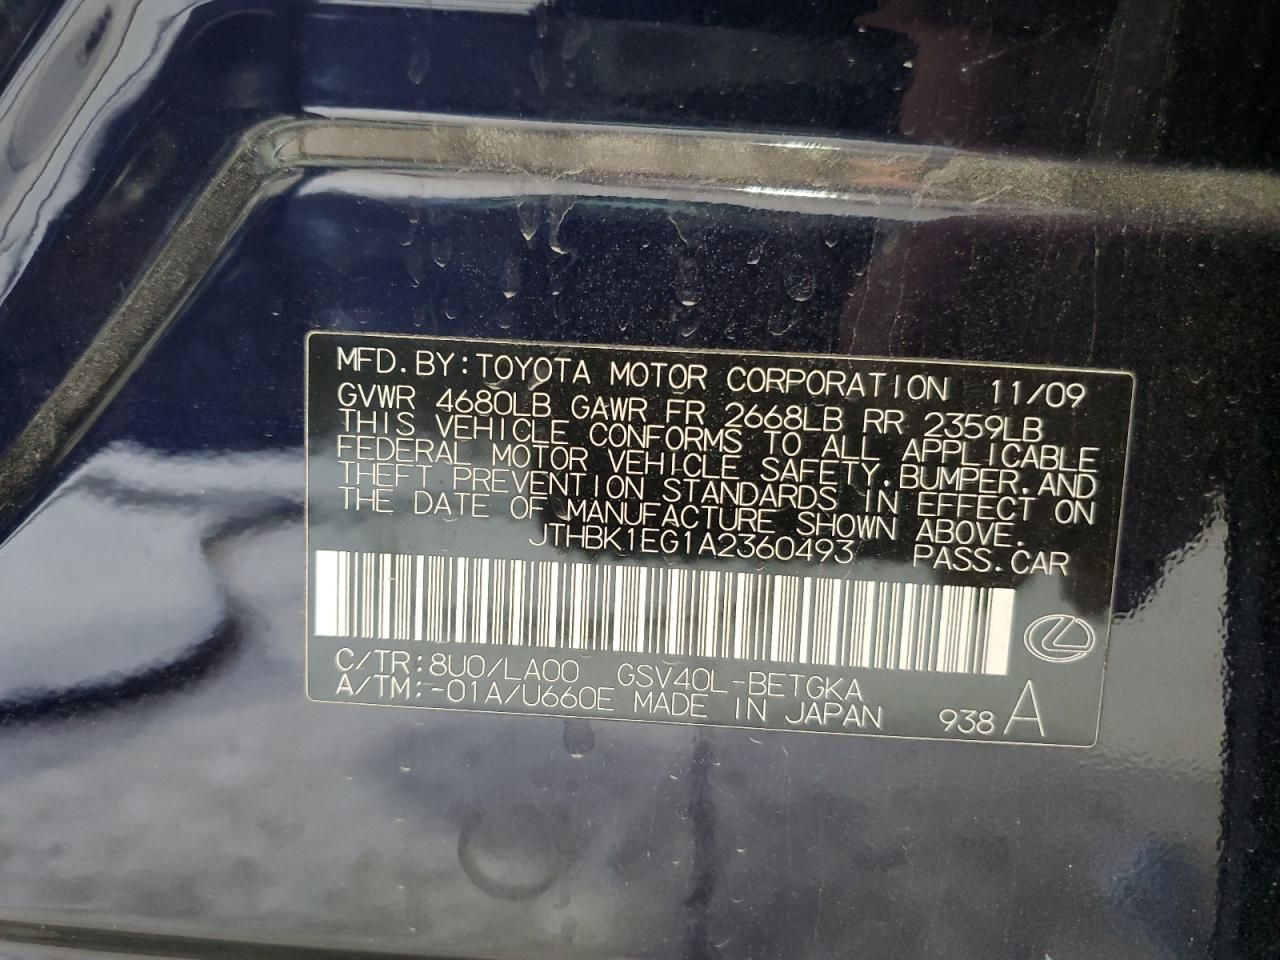 MFD.BY:TOYOTA MOTOR CORPORATION 11/09
GVWR 4680LB GAWR FR 2668LB RR 2359LB
THIS VEHICLE CONFORMS TO ALL APPLICABLE
FEDERAL MOTOR VEHICLE SAFETY.BUMPER.AND
THEFT PREVENTION STANDARDS IN EFFECT ON
THE DATE OF MANUFACTURE SHOWN ABOVE.
JTHBK1EG1A2360493 PASS.CAR
C/TR:8U0/LA00 GSV40L-BETGKA
A/TM:-01A/U660E MADE IN JAPAN 938 A